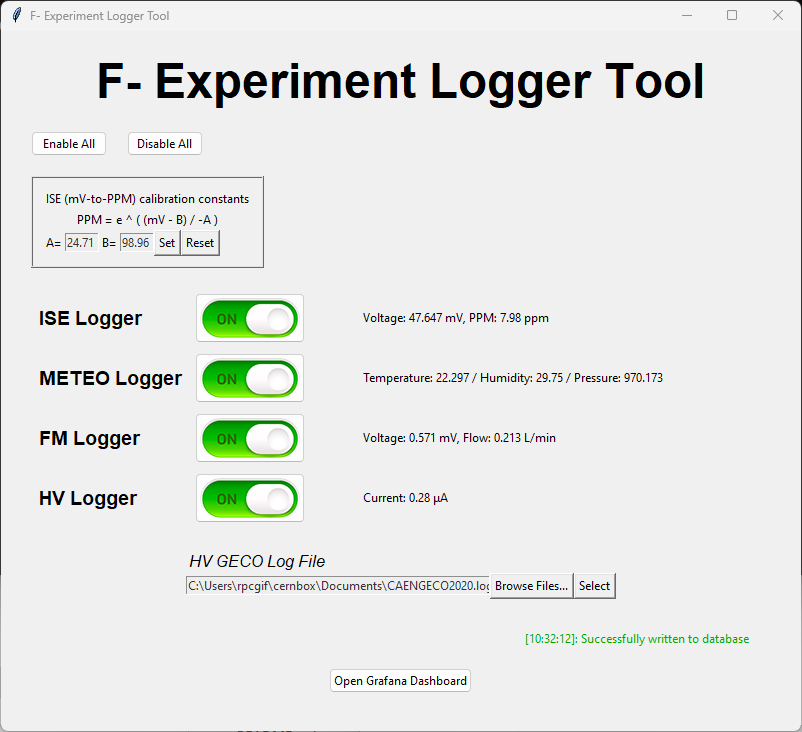 F- Experiment Logger Tool
F- Experiment Logger Tool
Enable All Disable All
ISE (mV-to-PPM) calibration constants
PPM = e ^ ( (mV - B) / -A )
A= 24.71 B= 98.96 Set Reset
ISE Logger ON Voltage: 47.647 mV, PPM: 7.98 ppm
METEO Logger ON Temperature: 22.297 / Humidity: 29.75 / Pressure: 970.173
FM Logger ON Voltage: 0.571 mV, Flow: 0.213 L/min
HV Logger ON Current: 0.28 µA
HV GECO Log File
C:\Users\rpcgif\cernbox\Documents\CAENGECO2020.log Browse Files... Select
[10:32:12]: Successfully written to database
Open Grafana Dashboard